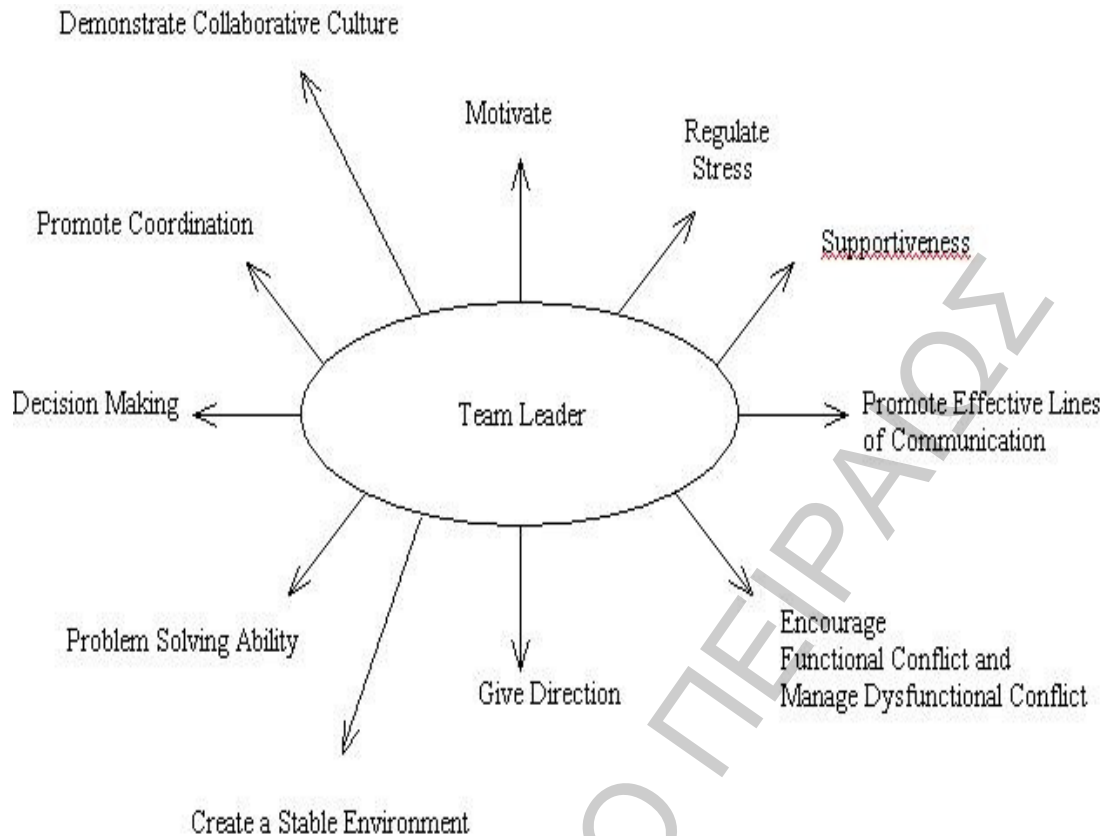 Demonstrate Collaborative Culture
Motivate
Regulate
Stress
Promote Coordination
Supportiveness
Decision Making
Team Leader
Promote Effective Lines
of Communication
Problem Solving Ability
Give Direction
Encourage
Functional Conflict and
Manage Dysfunctional Conflict
Create a Stable Environment
Ο ΠΕΙΡΑΙΩΣ